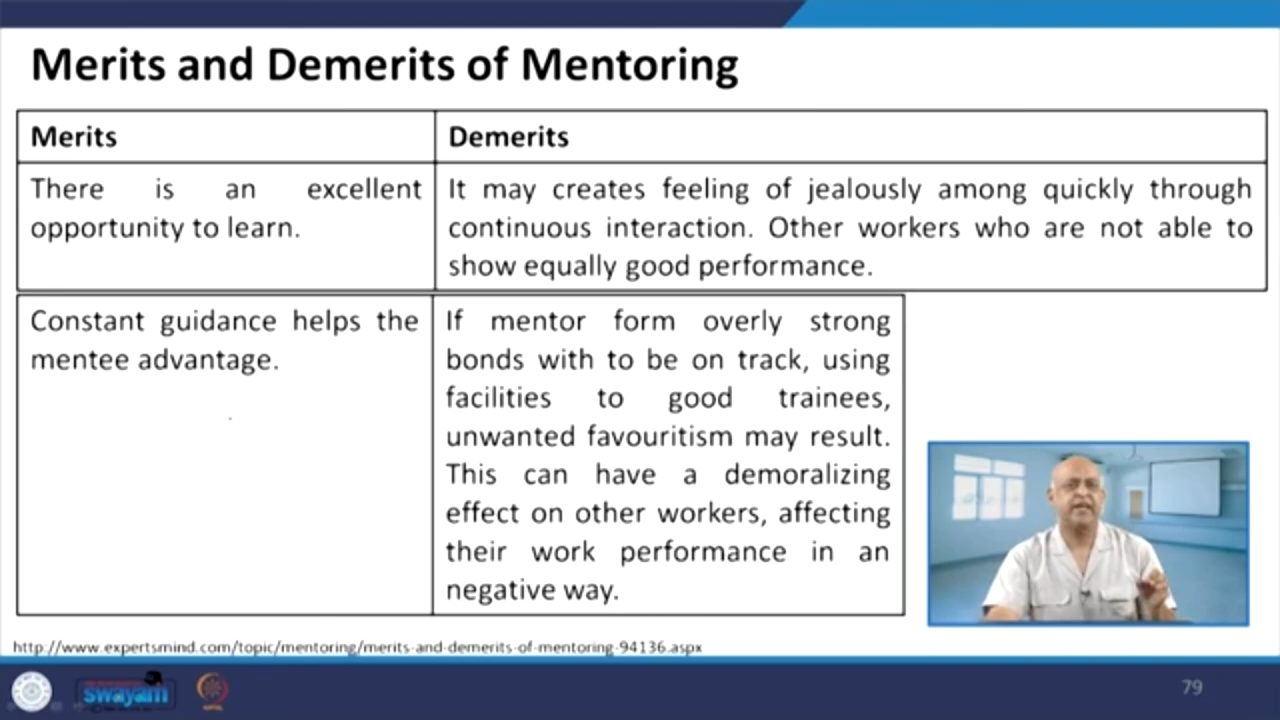 Merits and Demerits of Mentoring
Merits
Demerits
There is an excellent
opportunity to learn.
It may creates feeling of jealously among quickly through
continuous interaction. Other workers who are not able to
show equally good performance.
Constant guidance helps the
mentee advantage.
If mentor form overly strong
bonds with to be on track, using
facilities to good trainees,
unwanted favouritism may result.
This can have a demoralizing
effect on other workers, affecting
their work performance in an
negative way.
http://www.expertsmind.com/topic/mentoring/merits-and-demerits-of-mentoring-94136.aspx
swayam
79